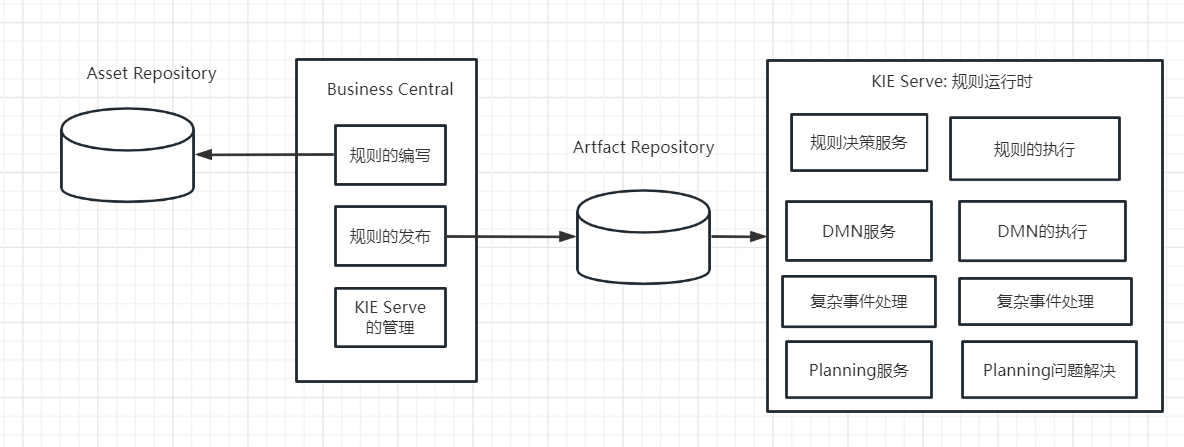 Asset Repository
Business Central
规则的编写
规则的发布
KIE Serve
的管理
Artfact Repository
KIE Serve: 规则运行时
规则决策服务
规则的执行
DMN服务
DMN的执行
复杂事件处理
复杂事件处理
Planning服务
Planning问题解决